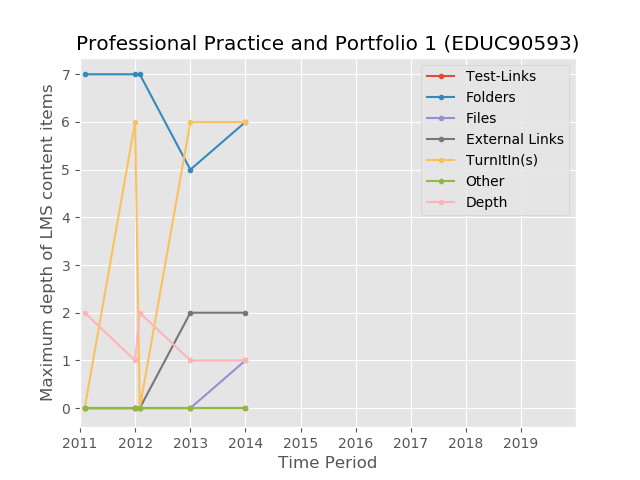 Professional Practice and Portfolio 1 (EDUC90593)
Maximum depth of LMS content items
7
6
5
4
3
2
1
0
Test-Links
Folders
Files
External Links
TurnItIn(s)
Other
Depth
2011 2012 2013 2014 2015 2016 2017 2018 2019
Time Period